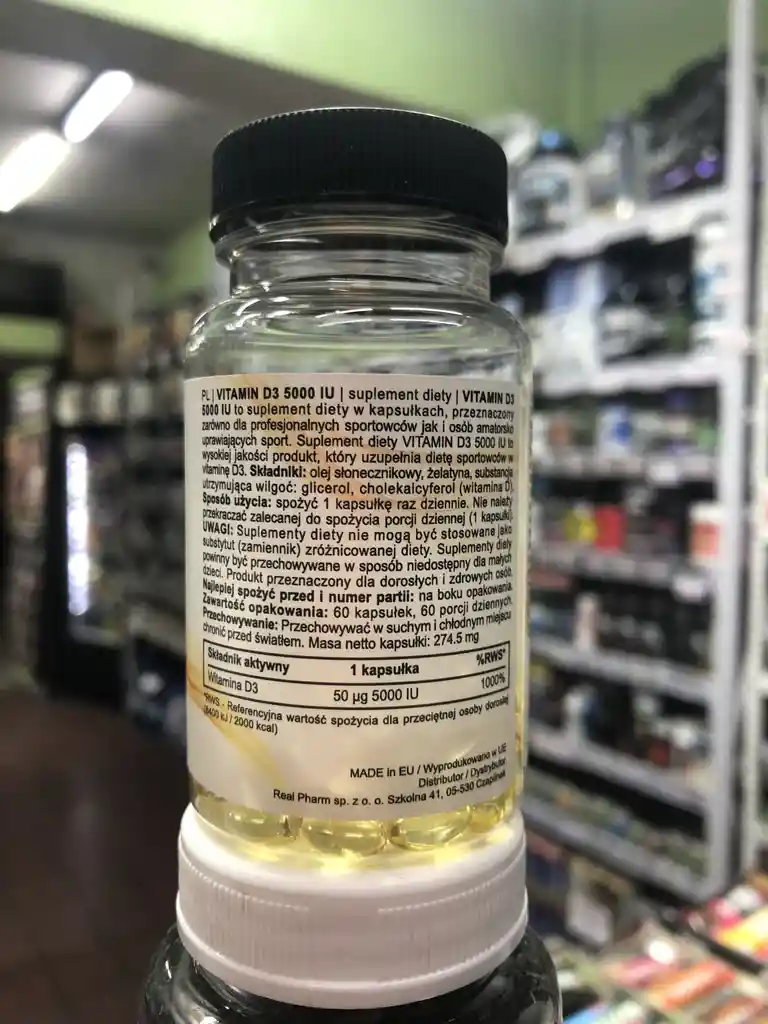 PL | VITAMIN D3 5000 IU | suplement diety | VITAMIN D3
5000 IU to suplement diety w kapsułkach, przeznaczony
zarówno dla profesjonalnych sportowców jak i osób amatorsko
uprawiających sport. Suplement diety VITAMIN D3 5000 IU to
wysokiej jakości produkt, który uzupełnia dietę sportowców w
witaminę D3. Składniki: olej słonecznikowy, żelatyna, substancja
utrzymująca wilgoć: glicerol, cholekalcyferol (witamina D).
Sposób użycia: spożyć 1 kapsułkę raz dziennie. Nie należy
przekraczać zalecanej do spożycia porcji dziennej (1 kapsułki).
UWAGI: Suplementy diety nie mogą być stosowane jako
substytut (zamiennik) zróżnicowanej diety. Suplementy diety
powinny być przechowywane w sposób niedostępny dla małych
dzieci. Produkt przeznaczony dla dorosłych i zdrowych osób.
Najlepiej spożyć przed i numer partii: na boku opakowania.
Zawartość opakowania: 60 kapsułek, 60 porcji dziennych.
Przechowywanie: Przechowywać w suchym i chłodnym miejscu
chronić przed światłem. Masa netto kapsułki: 274.5 mg
Składnik aktywny 1 kapsułka %RWS*
Witamina D3 50 µg 5000 IU 1000%
*RWS - Referencyjna wartość spożycia dla przeciętnej osoby dorosłej
(8400 kJ / 2000 kcal)
MADE in EU / Wyprodukowano w UE
Distributor / Dystrybutor
Real Pharm sp. z o. o. Szkolna 41, 05-530 Czaplinek